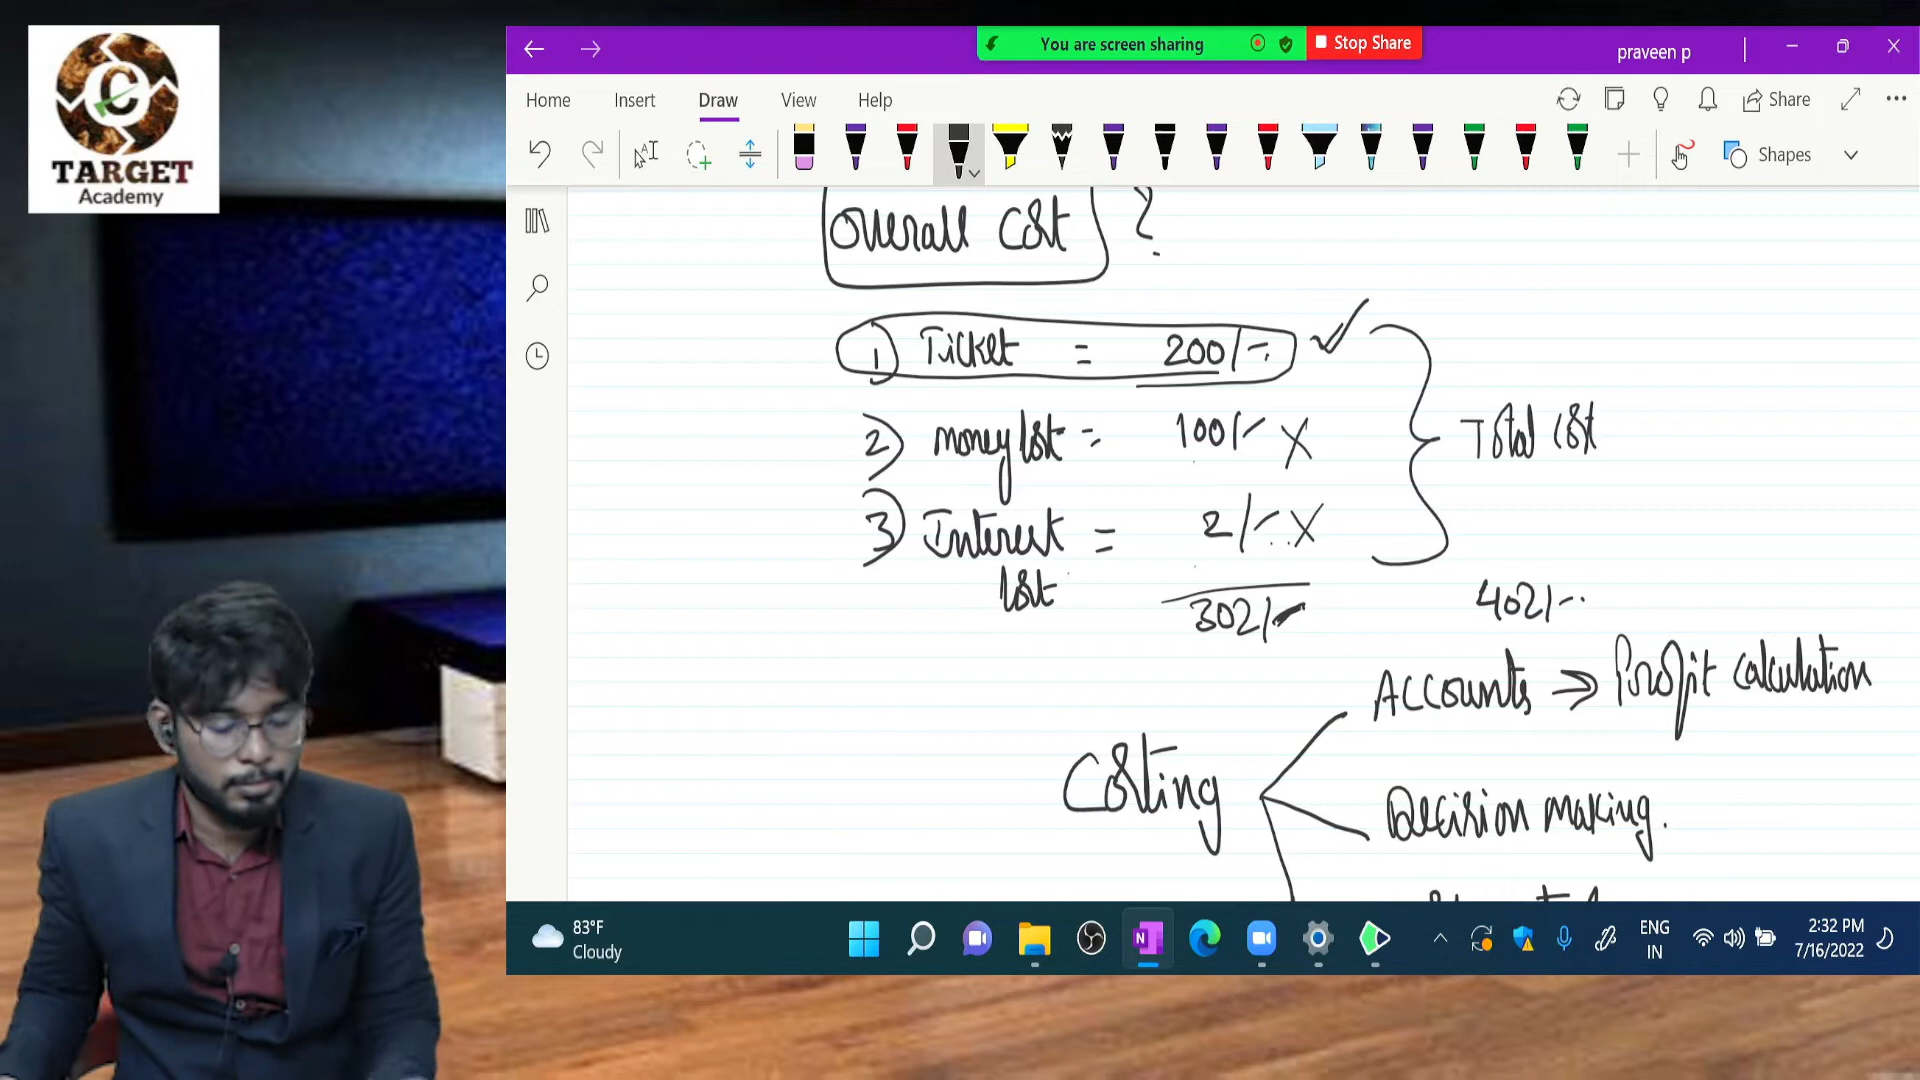 C
TARGET
Academy
You are screen sharing
Stop Share
praveen p
Home Insert Draw View Help
Share
Shapes
Overall Cost ?
1) Ticket = 200/-
2) money lost = 100/- X
3) Interest = 2/- X
lost
302/-
Total Cost
402/-
Accounts => Profit calculation
Costing
Decision making.
83°F
Cloudy
ENG
IN
2:32 PM
7/16/2022